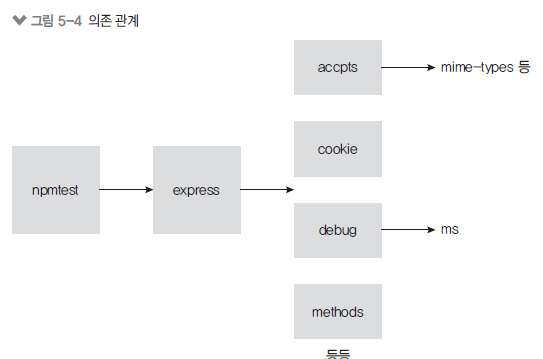 그림 5-4 의존 관계
accpts
mime-types 등
cookie
npmtest
express
debug
ms
methods
등등